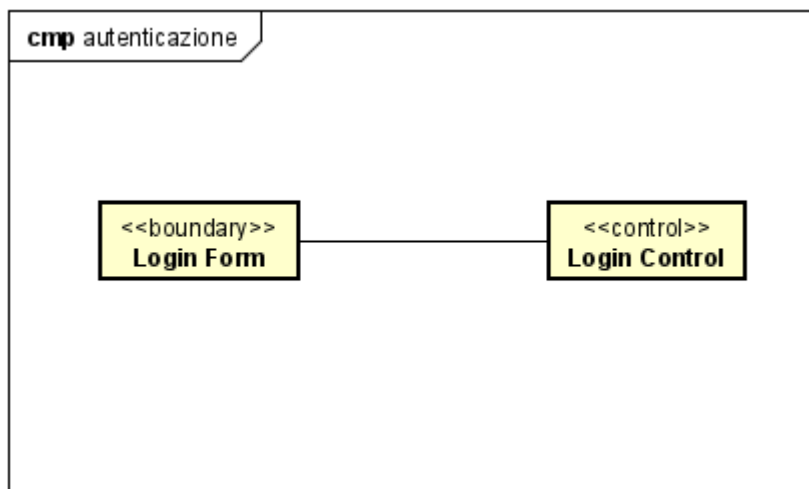 cmp autenticazione
<<boundary>>
Login Form
<<control>>
Login Control